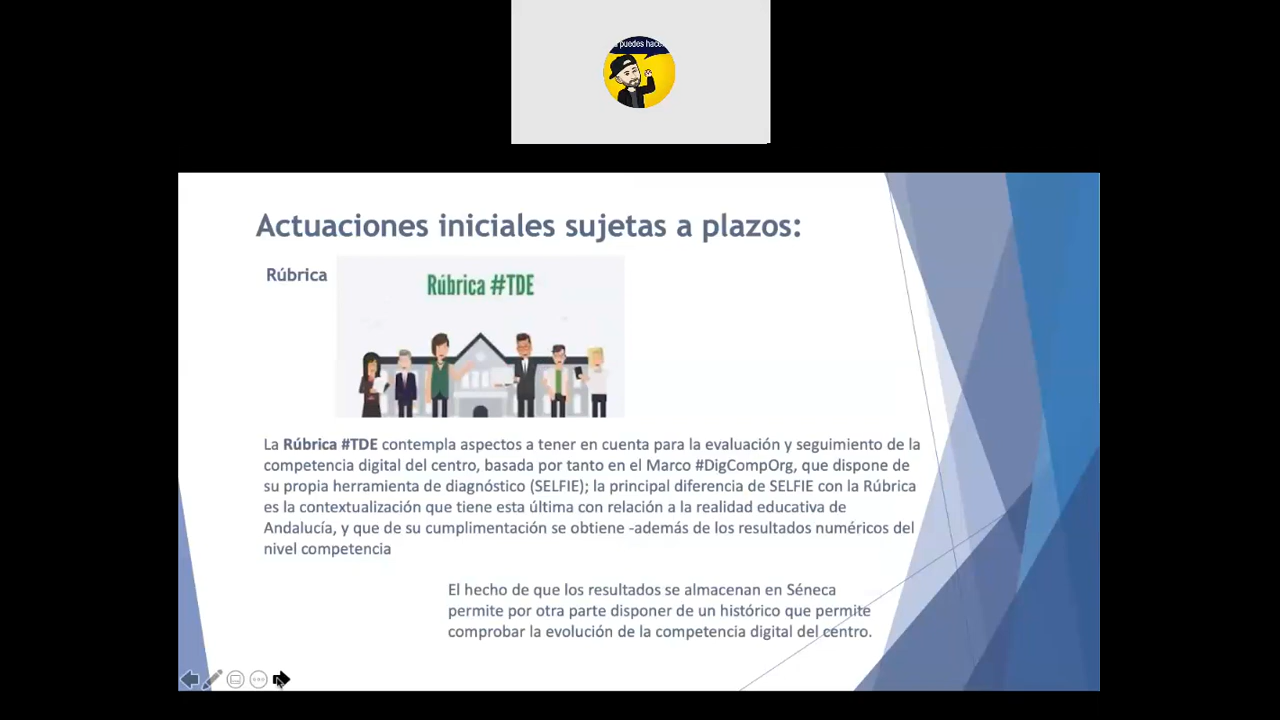 puedes hace
Actuaciones iniciales sujetas a plazos:
Rúbrica
Rúbrica #TDE
La Rúbrica #TDE contempla aspectos a tener en cuenta para la evaluación y seguimiento de la
competencia digital del centro, basada por tanto en el Marco #DigCompOrg, que dispone de
su propia herramienta de diagnóstico (SELFIE); la principal diferencia de SELFIE con la Rúbrica
es la contextualización que tiene esta última con relación a la realidad educativa de
Andalucía, y que de su cumplimentación se obtiene -además de los resultados numéricos del
nivel competencia
El hecho de que los resultados se almacenan en Séneca
permite por otra parte disponer de un histórico que permite
comprobar la evolución de la competencia digital del centro.